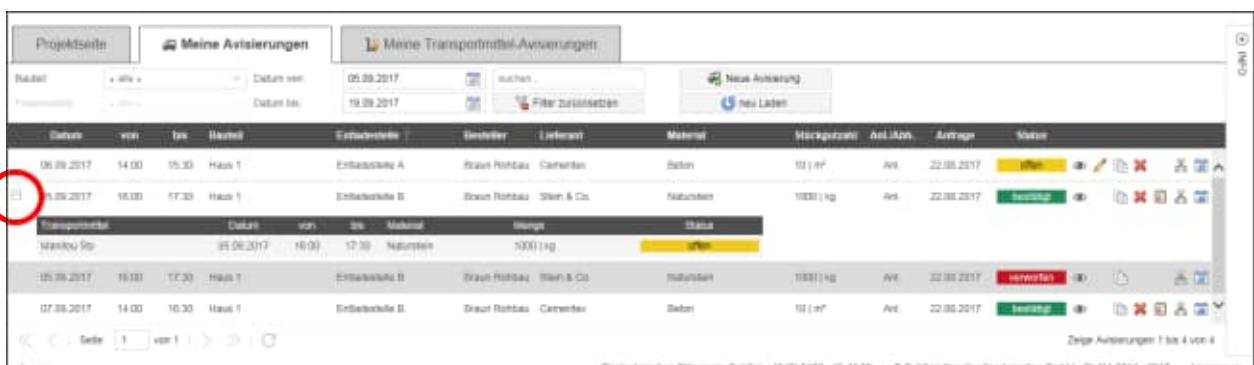 Projektseite Meine Avisierungen Meine Transportmittel-Avisierungen
INFO
Bauteil: « alle » Datum von: 05.09.2017 suchen... Neue Avisierung
Datum bis: 19.09.2017 Filter zurücksetzen neu Laden
Datum von bis Bauteil Entladestelle Besteller Lieferant Material Stückgutzahl Anl./Abh. Anfrage Status
06.09.2017 14:00 15:30 Haus 1 Entladestelle A Braun Rohbau Cementex Beton 10 | m³ Anl. 22.08.2017 offen
05.09.2017 16:00 17:30 Haus 1 Entladestelle B Braun Rohbau Stein & Co. Naturstein 1000 | kg Anl. 22.08.2017 bestätigt
Transportmittel Datum von bis Material Menge Status
Manitou Sto 05.09.2017 16:00 17:30 Naturstein 1000 | kg offen
05.09.2017 16:00 17:30 Haus 1 Entladestelle B Braun Rohbau Stein & Co. Naturstein 1000 | kg Anl. 22.08.2017 verworfen
07.09.2017 14:00 16:30 Haus 1 Entladestelle B Braun Rohbau Cementex Beton 10 | m³ Anl. 22.08.2017 bestätigt
Seite 1 von 1 Zeige Avisierungen 1 bis 4 von 4